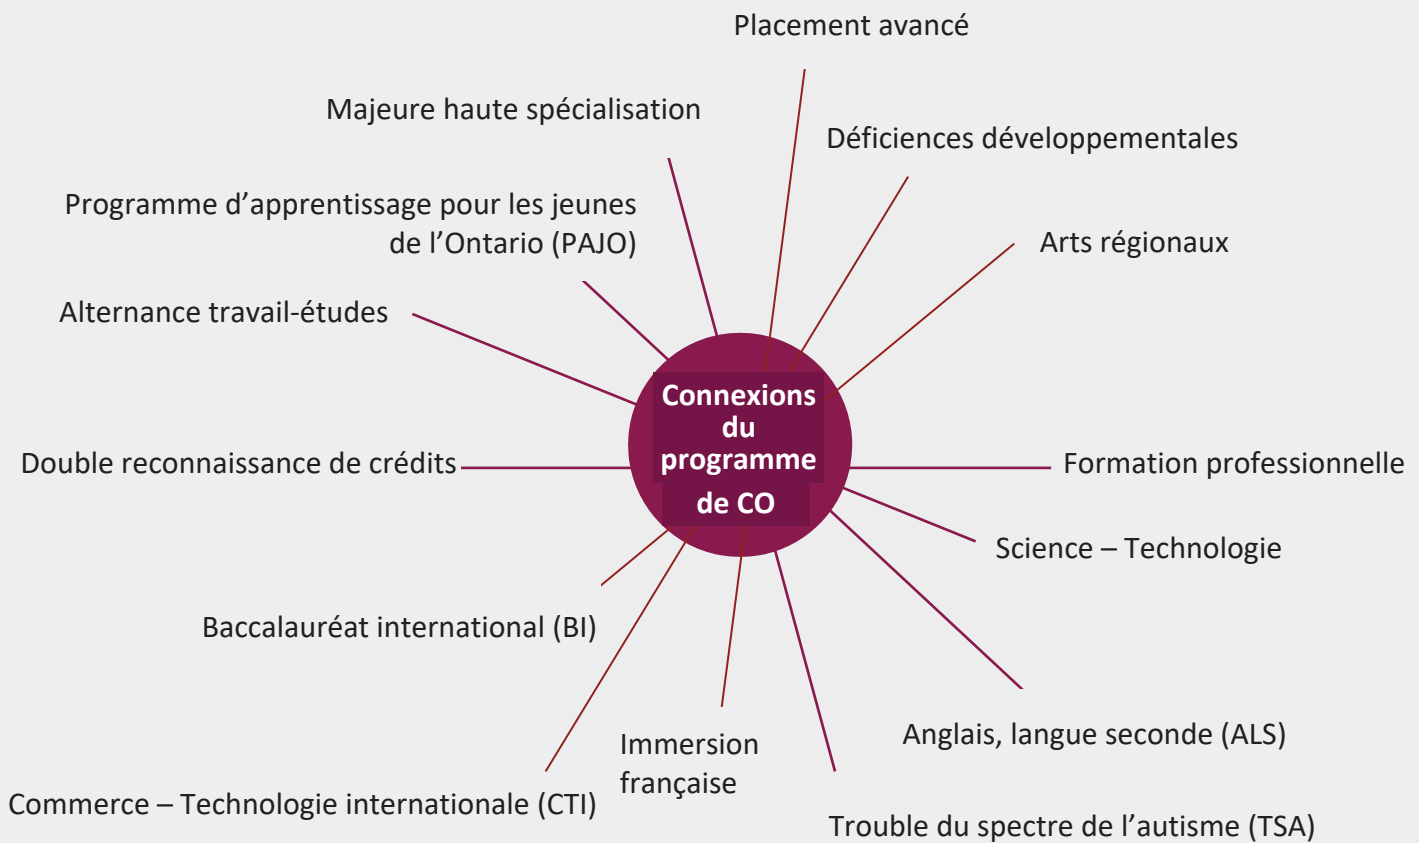 Placement avancé
Majeure haute spécialisation
Déficiences développementales
Programme d’apprentissage pour les jeunes
de l’Ontario (PAJO)
Arts régionaux
Alternance travail-études
Connexions
du
programme
de CO
Double reconnaissance de crédits
Formation professionnelle
Science – Technologie
Baccalauréat international (BI)
Anglais, langue seconde (ALS)
Immersion
française
Commerce – Technologie internationale (CTI)
Trouble du spectre de l’autisme (TSA)